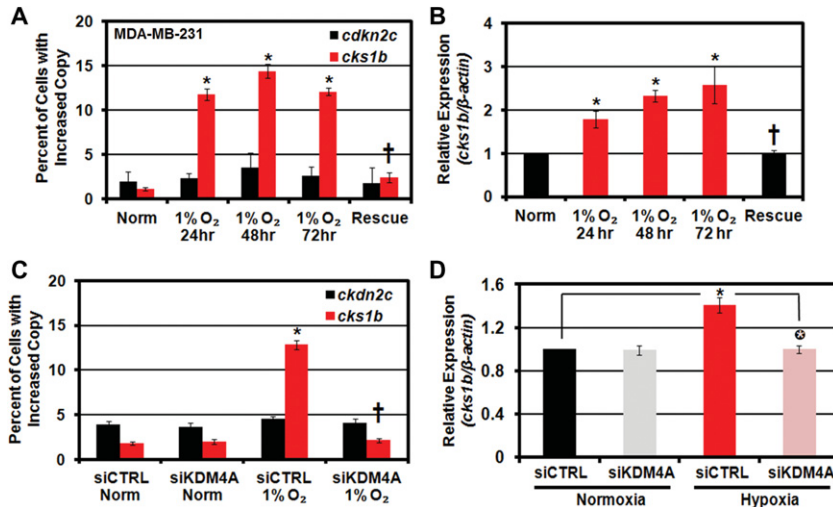 A
MDA-MB-231
cdkn2c
cks1b
Percent of Cells with
Increased Copy
20
15
10
5
0
*
*
*
†
Norm
1% O₂
24hr
1% O₂
48hr
1% O₂
72hr
Rescue
B
Relative Expression
(cks1b/β-actin)
4
3
2
1
0
*
*
*
†
Norm
1% O₂
24 hr
1% O₂
48 hr
1% O₂
72 hr
Rescue
C
ckdn2c
cks1b
Percent of Cells with
Increased Copy
20
15
10
5
0
*
†
siCTRL
Norm
siKDM4A
Norm
siCTRL
1% O₂
siKDM4A
1% O₂
D
Relative Expression
(cks1b/β-actin)
1.6
1.2
0.8
0.4
0
*
⊛
siCTRL
siKDM4A
siCTRL
siKDM4A
Normoxia
Hypoxia